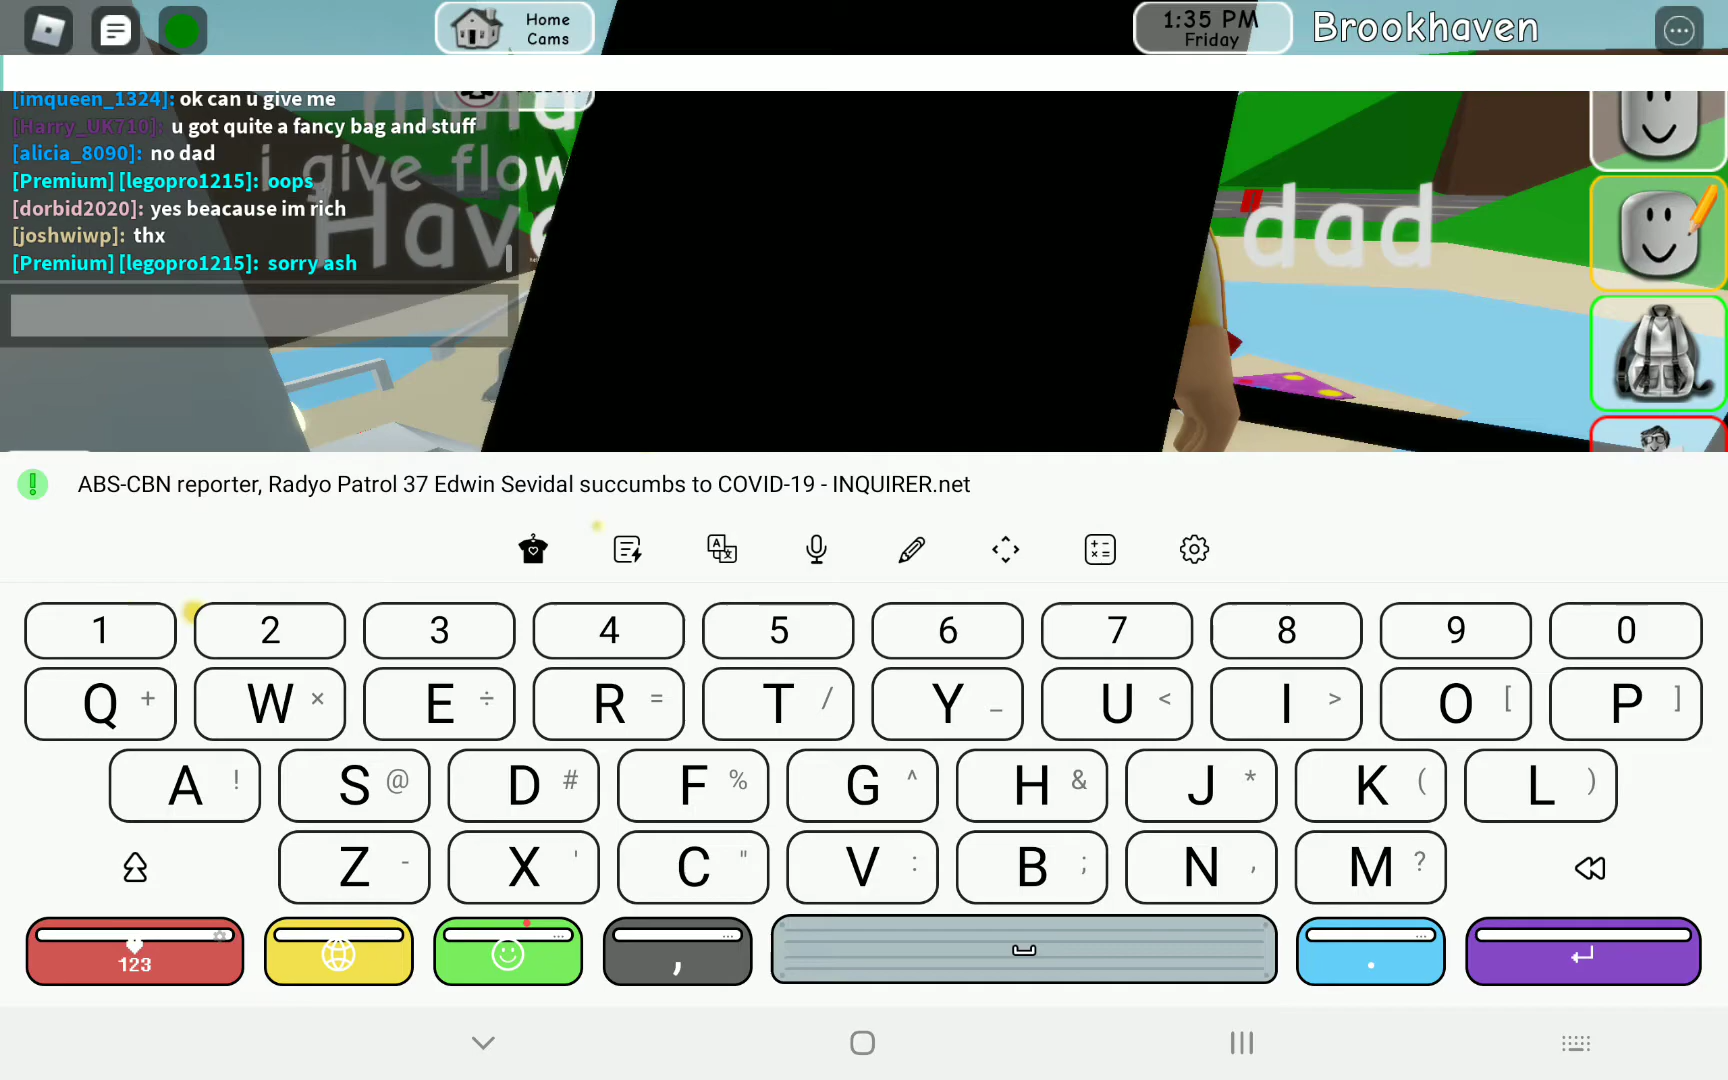 Home
Cams
1:35 PM
Friday
Brookhaven
[imqueen_1324]: ok can u give me
[Harry_UK710]: u got quite a fancy bag and stuff
[alicia_8090]: no dad
[Premium] [legopro1215]: oops
[dorbid2020]: yes beacause im rich
[joshwiwp]: thx
[Premium] [legopro1215]: sorry ash
i give flow
Hav
dad
ABS-CBN reporter, Radyo Patrol 37 Edwin Sevidal succumbs to COVID-19 - INQUIRER.net
1 2 3 4 5 6 7 8 9 0
Q + W × E ÷ R = T / Y _ U < I > O [ P ]
A ! S @ D # F % G ^ H & J * K ( L )
Z - X ' C " V : B ; N , M ?
123 , .